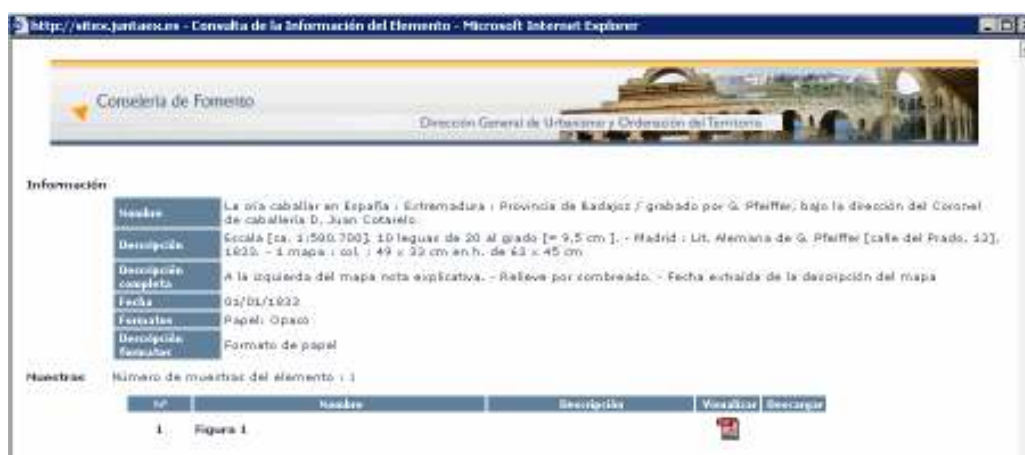 http://sitex.juntaex.es - Consulta de la Información del Elemento - Microsoft Internet Explorer
Conselería de Fomento
Dirección General de Urbanismo y Ordenación del Territorio
Información
Nombre La cría caballar en España : Extremadura : Provincia de Badajoz / grabado por G. Pfeiffer, bajo la dirección del Coronel
de caballería D. Juan Cotarelo.
Descripción Escala [ca. 1:580.700], 10 leguas de 20 al grado [= 9,5 cm ]. - Madrid : Lit. Alemana de G. Pfeiffer [calle del Prado, 13],
1833. - 1 mapa : col. ; 49 x 33 cm en h. de 63 x 45 cm
Descripción
completa A la izquierda del mapa nota explicativa. - Relieve por sombreado. - Fecha extraída de la descripción del mapa
Fecha 01/01/1833
Formatos Papel: Opaco
Descripción
formatos Formato de papel
Muestras Número de muestras del elemento : 1
Nº Nombre Descripción Visualizar Descargar
1 Figura 1